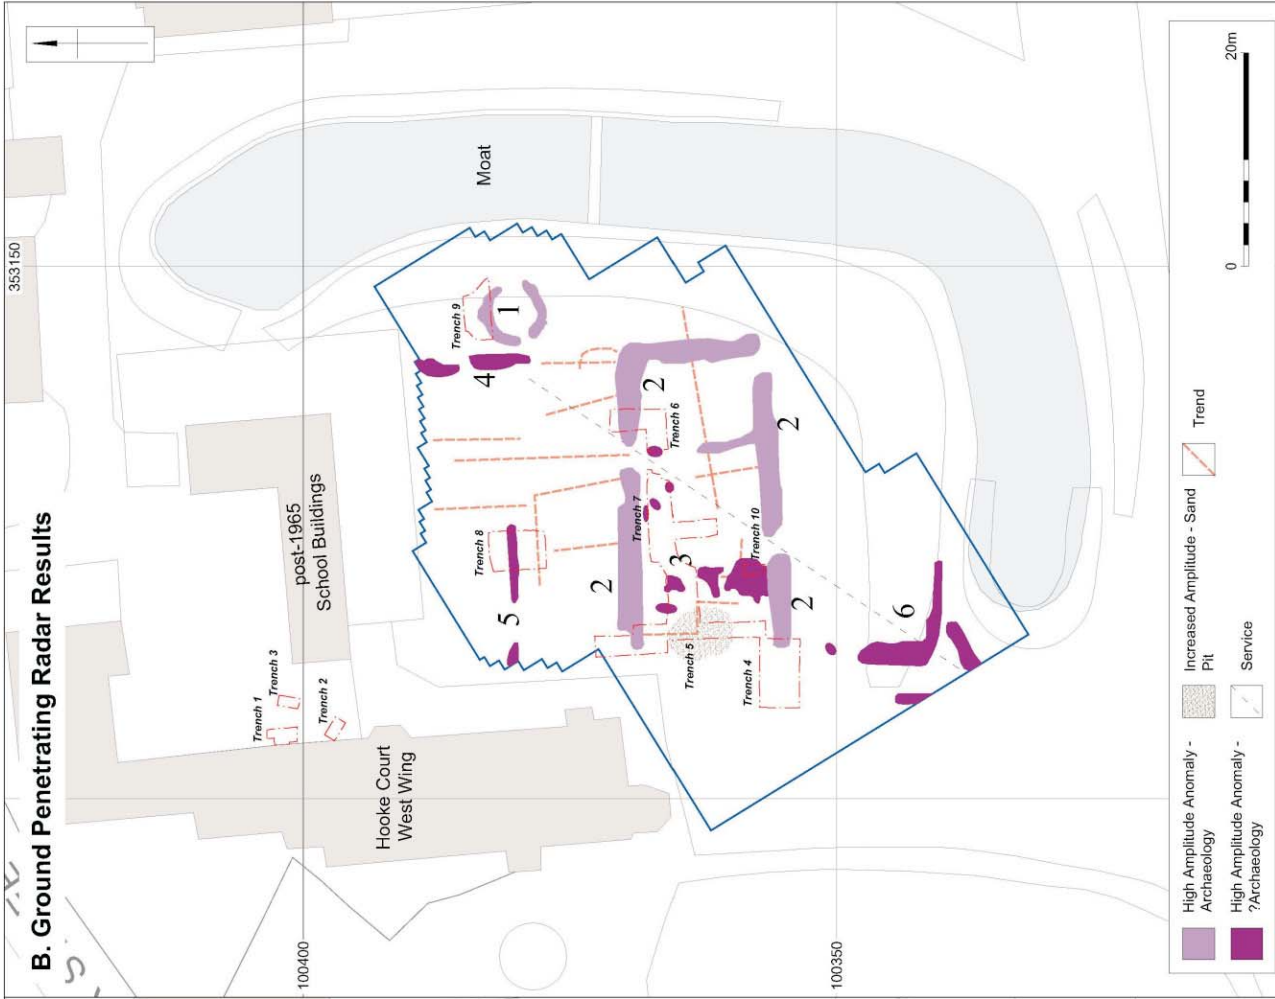 B. Ground Penetrating Radar Results
353150
100400
100350
post-1965
School Buildings
Hooke Court
West Wing
Moat
Trench 1
Trench 2
Trench 3
Trench 4
Trench 5
Trench 6
Trench 7
Trench 8
Trench 9
Trench 10
1
2
2
2
2
3
4
5
6
High Amplitude Anomaly -
Archaeology
High Amplitude Anomaly -
?Archaeology
Increased Amplitude - Sand
Pit
Service
Trend
0
20m